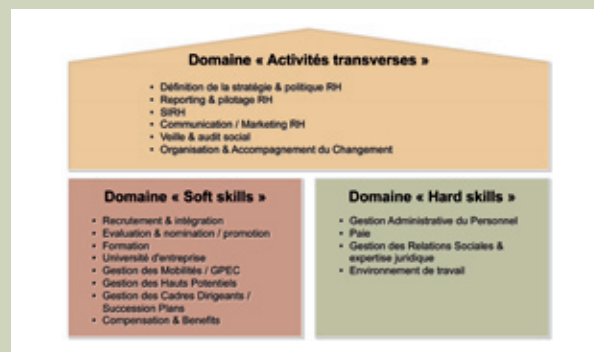 Domaine « Activités transverses »
• Définition de la stratégie & politique RH
• Reporting & pilotage RH
• SIRH
• Communication / Marketing RH
• Veille & audit social
• Organisation & Accompagnement du Changement
Domaine « Soft skills »
• Recrutement & intégration
• Evaluation & nomination / promotion
• Formation
• Université d'entreprise
• Gestion des Mobilités / GPEC
• Gestion des Hauts Potentiels
• Gestion des Cadres Dirigeants /
Succession Plans
• Compensation & Benefits
Domaine « Hard skills »
• Gestion Administrative du Personnel
• Paie
• Gestion des Relations Sociales &
expertise juridique
• Environnement de travail